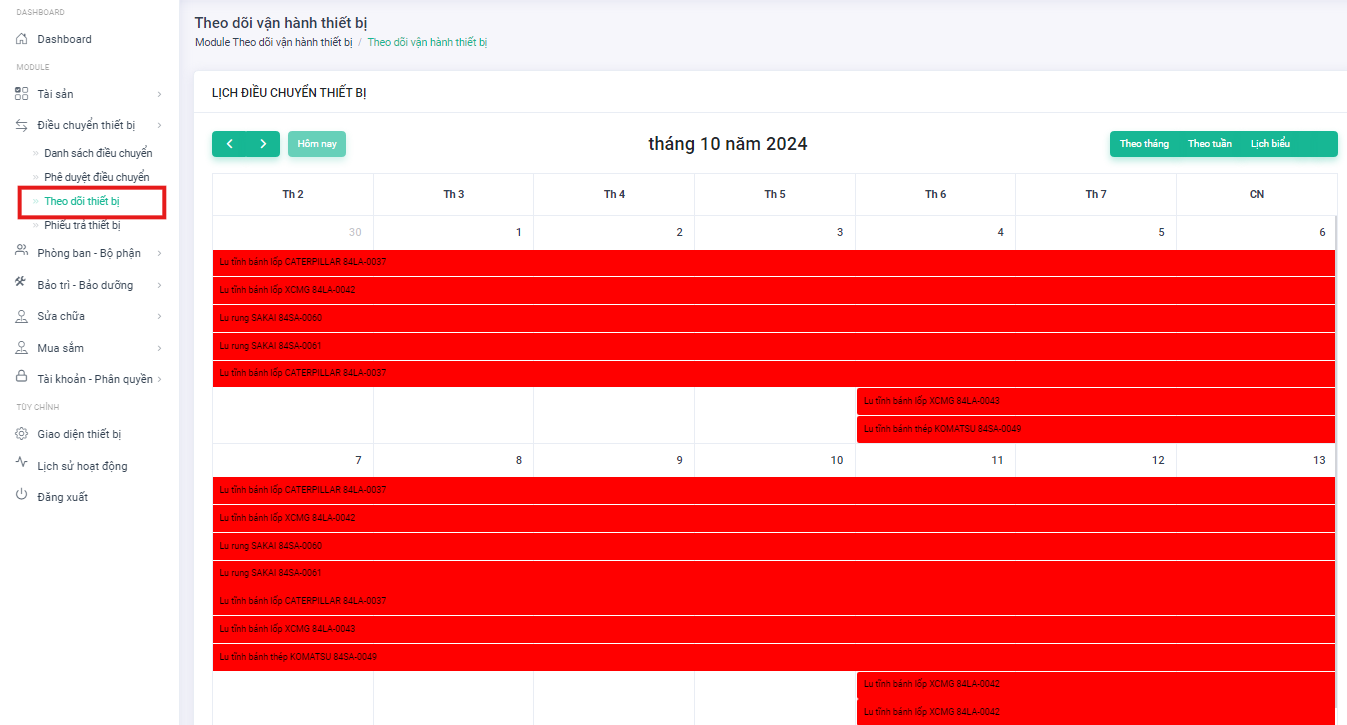 DASHBOARD
Dashboard
MODULE
Tài sản
Điều chuyển thiết bị
Danh sách điều chuyển
Phê duyệt điều chuyển
Theo dõi thiết bị
Phiếu trả thiết bị
Phòng ban - Bộ phận
Bảo trì - Bảo dưỡng
Sửa chữa
Mua sắm
Tài khoản - Phân quyền
TÙY CHỈNH
Giao diện thiết bị
Lịch sử hoạt động
Đăng xuất
Theo dõi vận hành thiết bị
Module Theo dõi vận hành thiết bị / Theo dõi vận hành thiết bị
LỊCH ĐIỀU CHUYỂN THIẾT BỊ
Hôm nay
tháng 10 năm 2024
Theo tháng Theo tuần Lịch biểu
Th 2 Th 3 Th 4 Th 5 Th 6 Th 7 CN
30 1 2 3 4 5 6
Lu tĩnh bánh lốp CATERPILLAR 84LA-0037
Lu tĩnh bánh lốp XCMG 84LA-0042
Lu rung SAKAI 84SA-0060
Lu rung SAKAI 84SA-0061
Lu tĩnh bánh lốp CATERPILLAR 84LA-0037
Lu tĩnh bánh lốp XCMG 84LA-0043
Lu tĩnh bánh thép KOMATSU 84SA-0049
7 8 9 10 11 12 13
Lu tĩnh bánh lốp CATERPILLAR 84LA-0037
Lu tĩnh bánh lốp XCMG 84LA-0042
Lu rung SAKAI 84SA-0060
Lu rung SAKAI 84SA-0061
Lu tĩnh bánh lốp CATERPILLAR 84LA-0037
Lu tĩnh bánh lốp XCMG 84LA-0043
Lu tĩnh bánh thép KOMATSU 84SA-0049
Lu tĩnh bánh lốp XCMG 84LA-0042
Lu tĩnh bánh lốp XCMG 84LA-0042